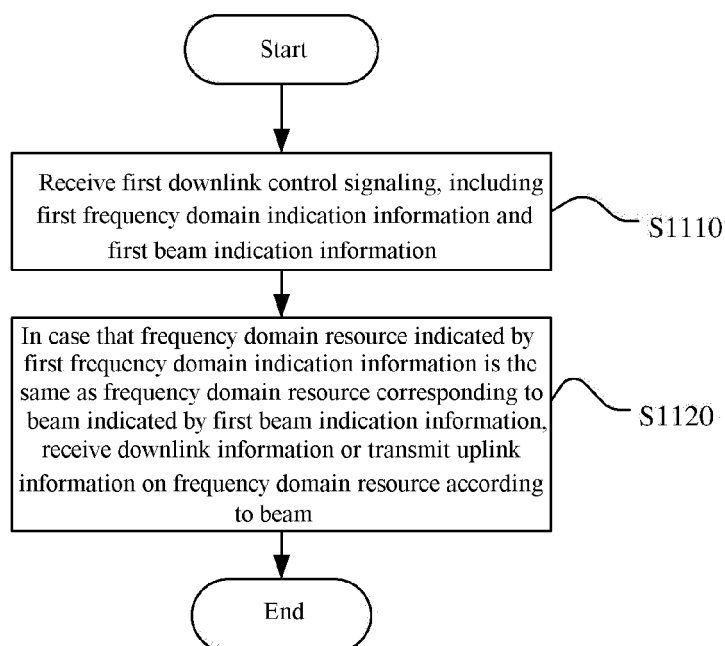 Start
Receive first downlink control signaling, including
first frequency domain indication information and
first beam indication information
S1110
In case that frequency domain resource indicated by
first frequency domain indication information is the
same as frequency domain resource corresponding to
beam indicated by first beam indication information,
receive downlink information or transmit uplink
information on frequency domain resource according
to beam
S1120
End